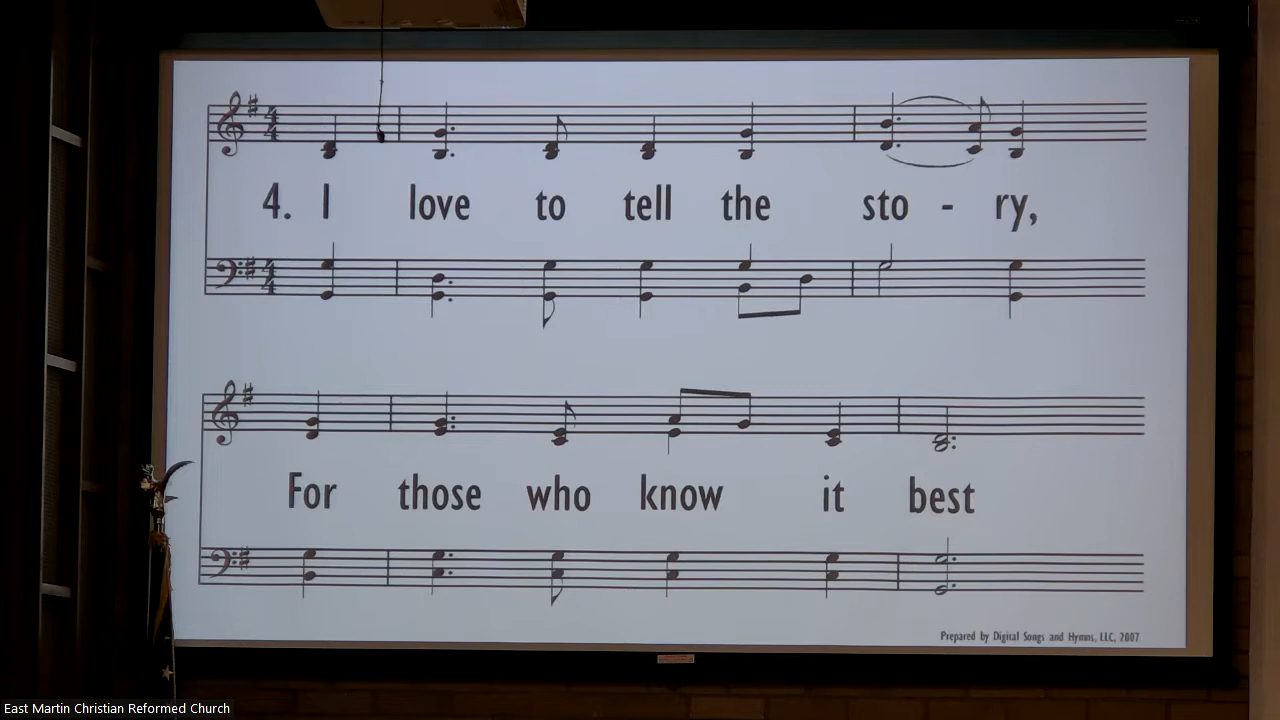 4. I love to tell the sto - ry,
For those who know it best
Prepared by Digital Songs and Hymns, LLC, 2007
East Martin Christian Reformed Church